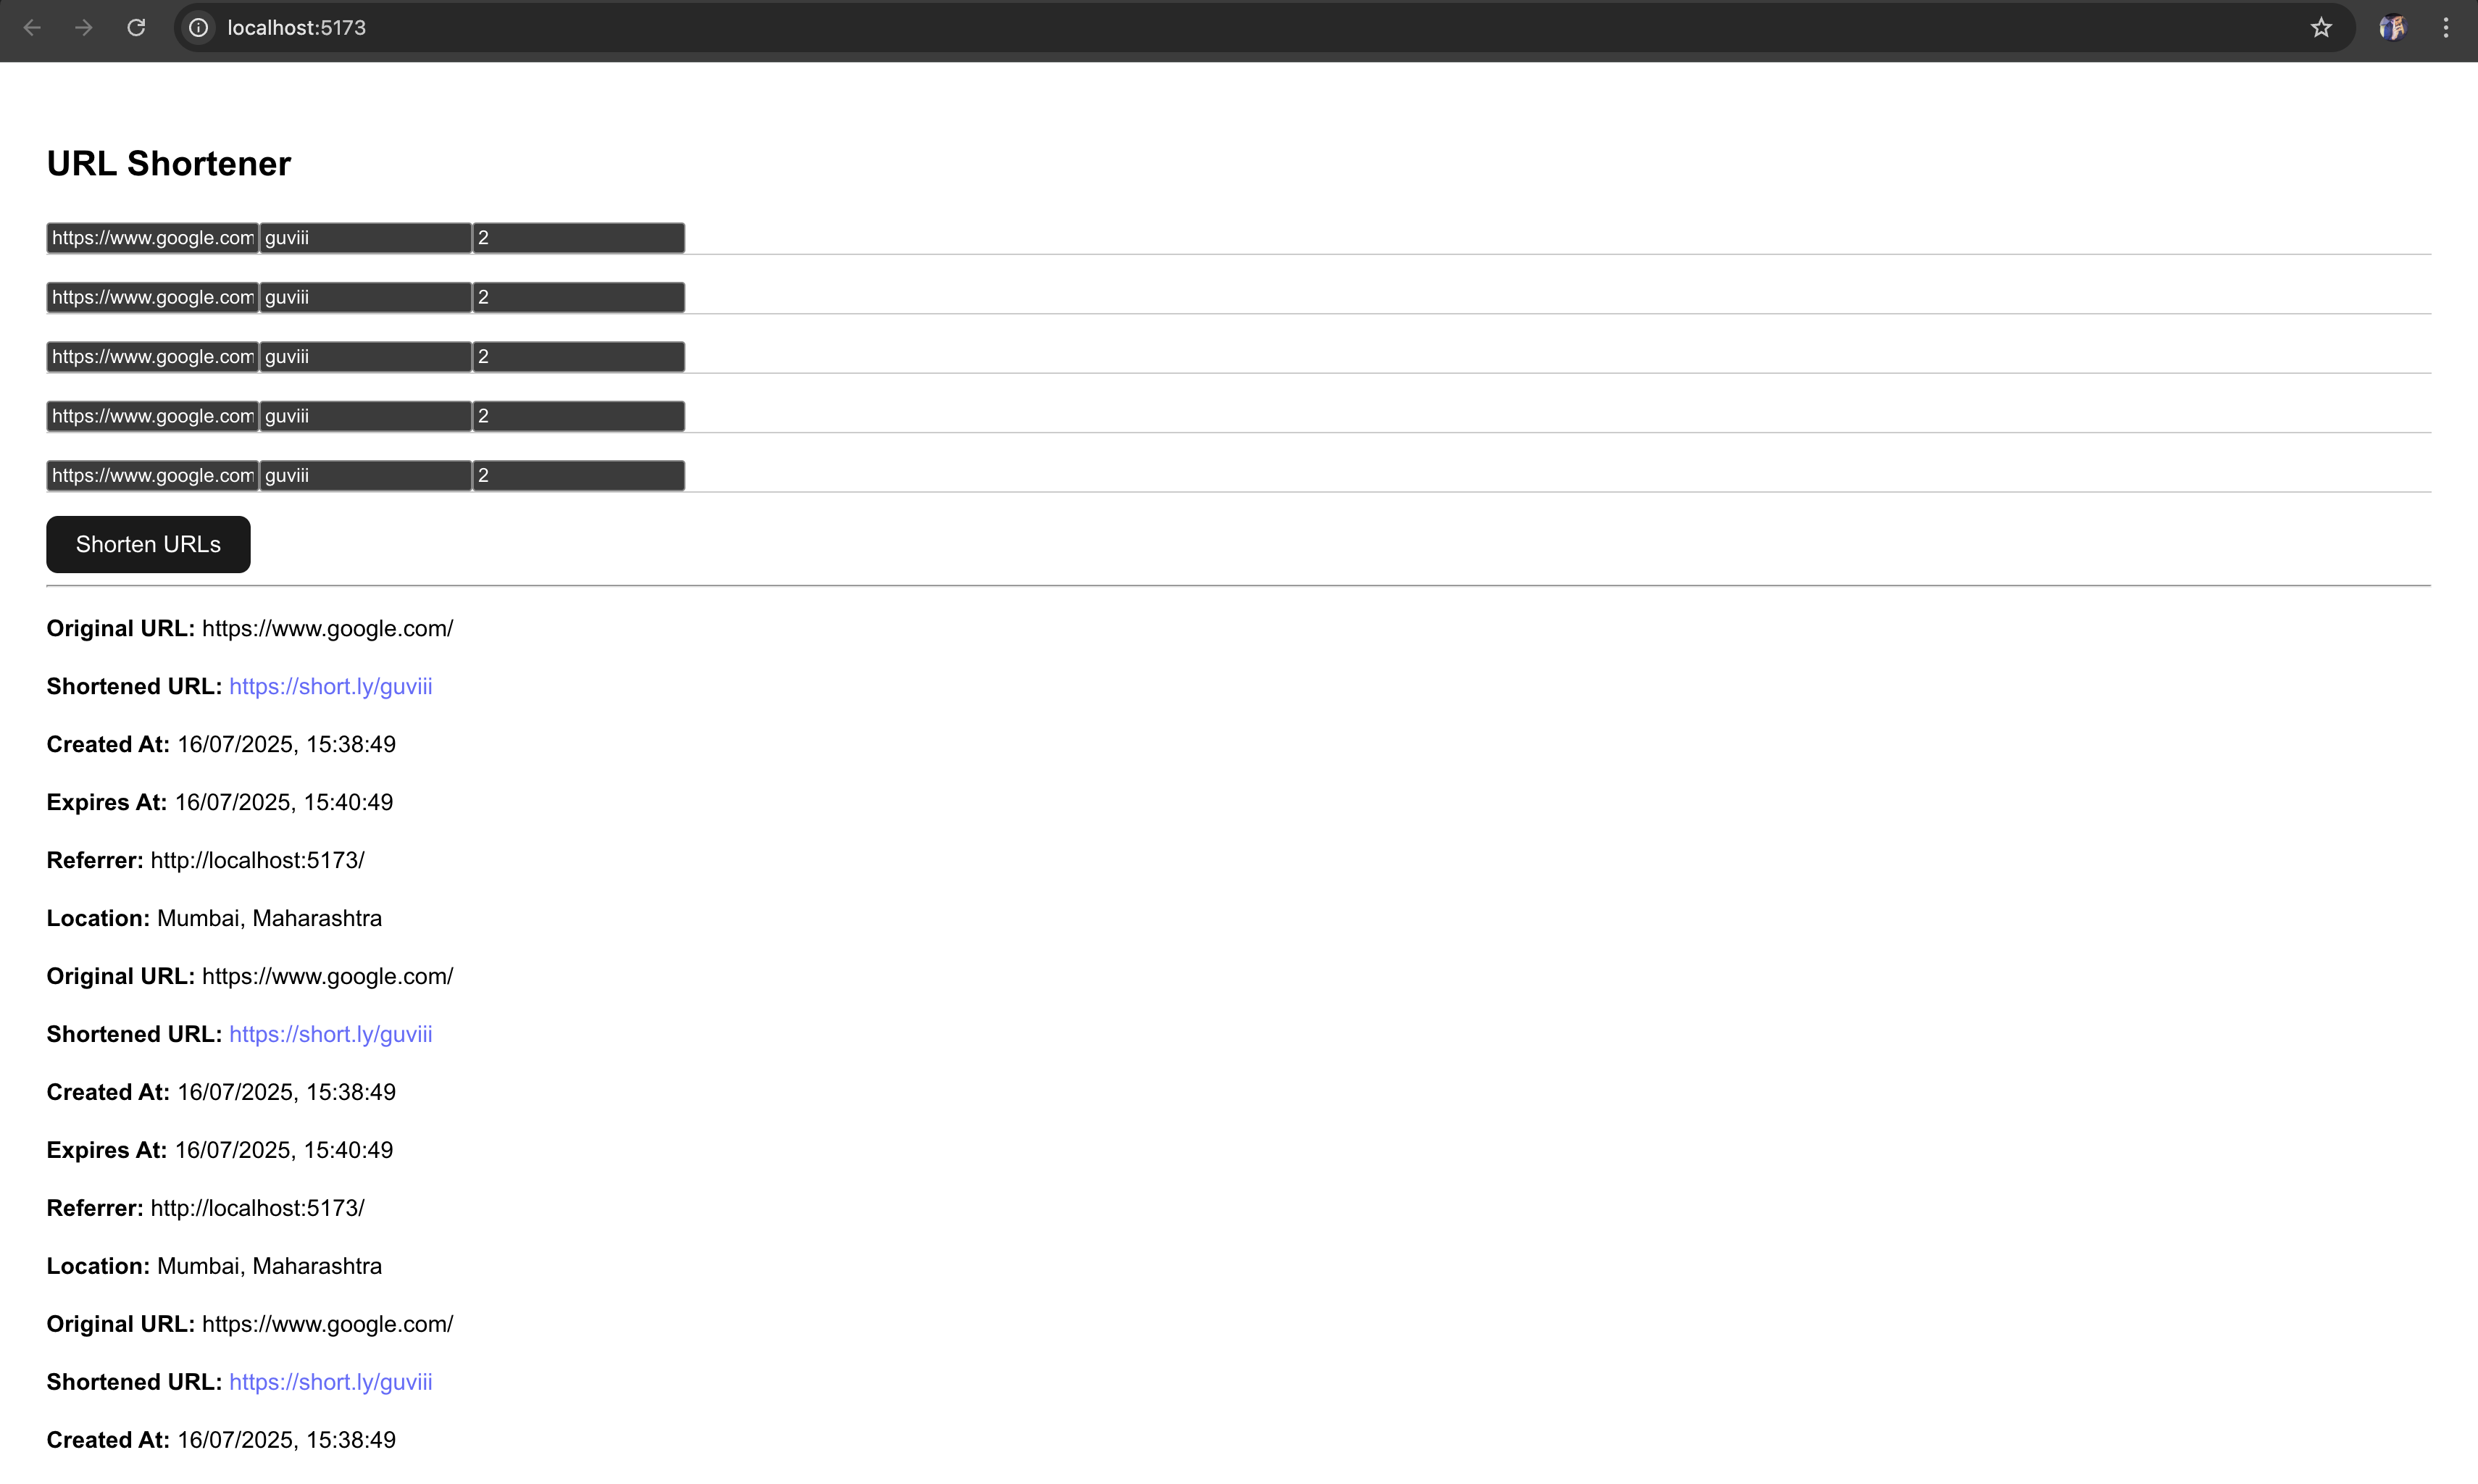 localhost:5173
URL Shortener
https://www.google.com guviii 2
https://www.google.com guviii 2
https://www.google.com guviii 2
https://www.google.com guviii 2
https://www.google.com guviii 2
Shorten URLs
Original URL: https://www.google.com/
Shortened URL: https://short.ly/guviii
Created At: 16/07/2025, 15:38:49
Expires At: 16/07/2025, 15:40:49
Referrer: http://localhost:5173/
Location: Mumbai, Maharashtra
Original URL: https://www.google.com/
Shortened URL: https://short.ly/guviii
Created At: 16/07/2025, 15:38:49
Expires At: 16/07/2025, 15:40:49
Referrer: http://localhost:5173/
Location: Mumbai, Maharashtra
Original URL: https://www.google.com/
Shortened URL: https://short.ly/guviii
Created At: 16/07/2025, 15:38:49